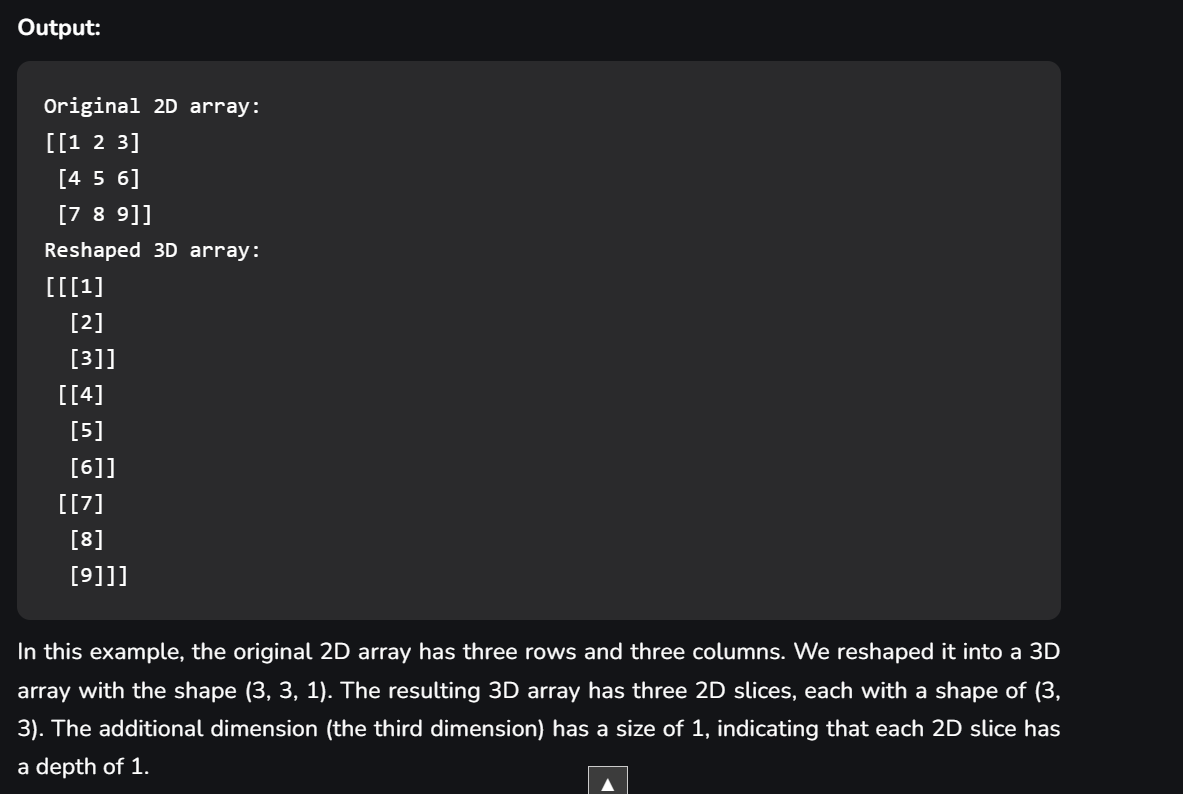 Output:
Original 2D array:
[[1 2 3]
 [4 5 6]
 [7 8 9]]
Reshaped 3D array:
[[[1]
  [2]
  [3]]
 [[4]
  [5]
  [6]]
 [[7]
  [8]
  [9]]]
In this example, the original 2D array has three rows and three columns. We reshaped it into a 3D
array with the shape (3, 3, 1). The resulting 3D array has three 2D slices, each with a shape of (3,
3). The additional dimension (the third dimension) has a size of 1, indicating that each 2D slice has
a depth of 1.